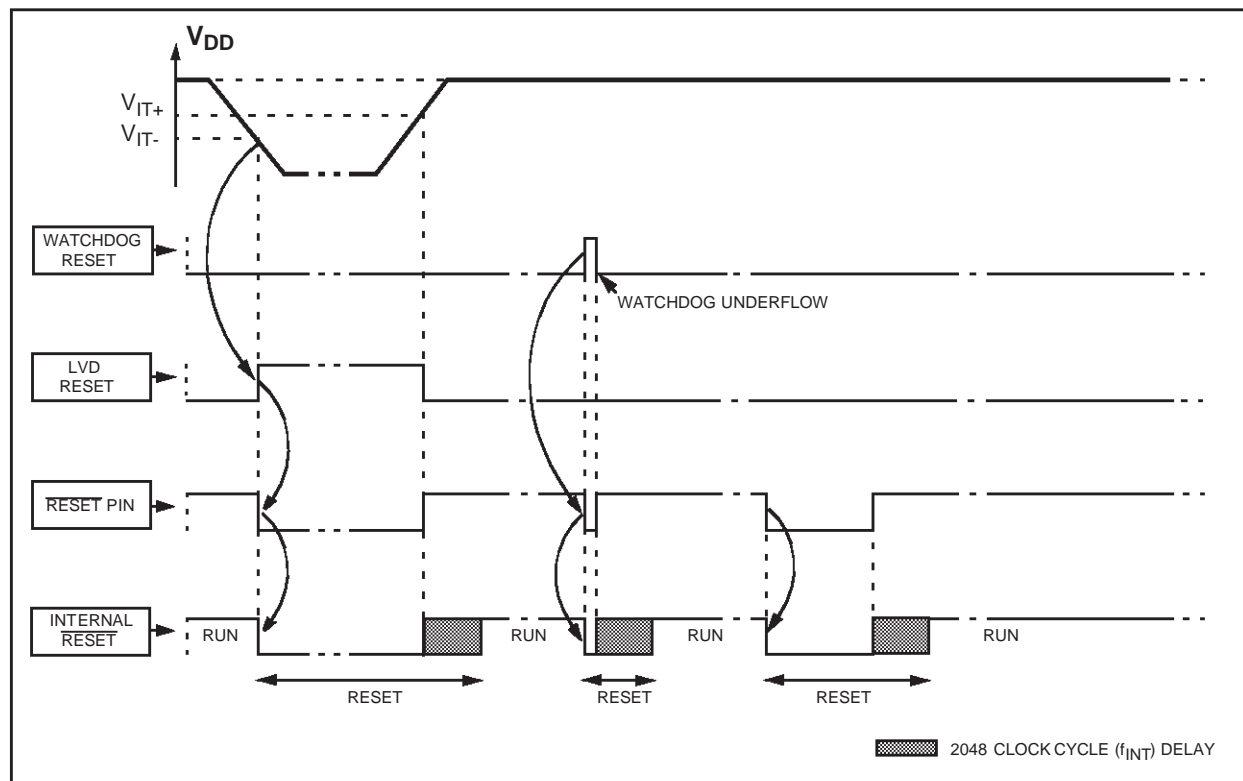 VDD
VIT+
VIT-
WATCHDOG
RESET
WATCHDOG UNDERFLOW
LVD
RESET
RESET PIN
INTERNAL
RESET
RUN
RUN
RUN
RUN
RESET
RESET
RESET
2048 CLOCK CYCLE (fINT) DELAY